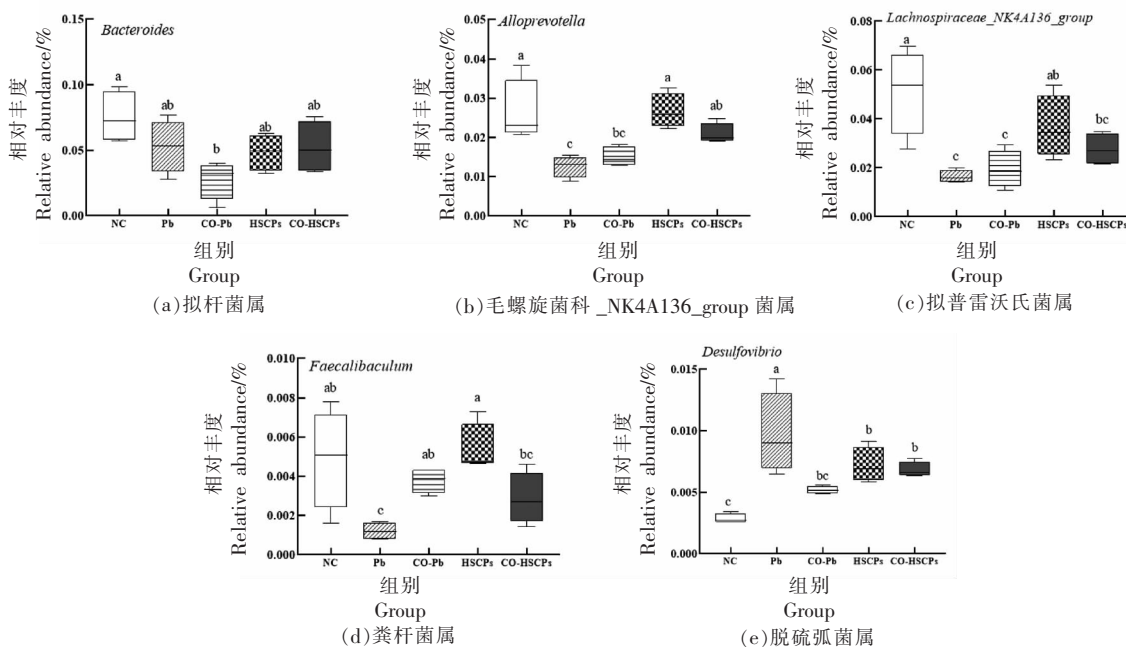 Bacteroides
相对丰度
Relative abundance/%
0.15
0.10
0.05
0.00
a
ab
b
ab
ab
NC
Pb
CO-Pb
HSCPs
CO-HSCPs
组别
Group
(a)拟杆菌属
Alloprevotella
相对丰度
Relative abundance/%
0.05
0.04
0.03
0.02
0.01
0.00
a
c
bc
a
ab
NC
Pb
CO-Pb
HSCPs
CO-HSCPs
组别
Group
(b)毛螺旋菌科_NK4A136_group 菌属
Lachnospiraceae_NK4A136_group
相对丰度
Relative abundance/%
0.08
0.06
0.04
0.02
0.00
a
c
c
ab
bc
NC
Pb
CO-Pb
HSCPs
CO-HSCPs
组别
Group
(c)拟普雷沃氏菌属
Faecalibaculum
相对丰度
Relative abundance/%
0.010
0.008
0.006
0.004
0.002
0.000
ab
c
ab
a
bc
NC
Pb
CO-Pb
HSCPs
CO-HSCPs
组别
Group
(d)粪杆菌属
Desulfovibrio
相对丰度
Relative abundance/%
0.015
0.010
0.005
0.000
c
a
bc
b
b
NC
Pb
CO-Pb
HSCPs
CO-HSCPs
组别
Group
(e)脱硫弧菌属